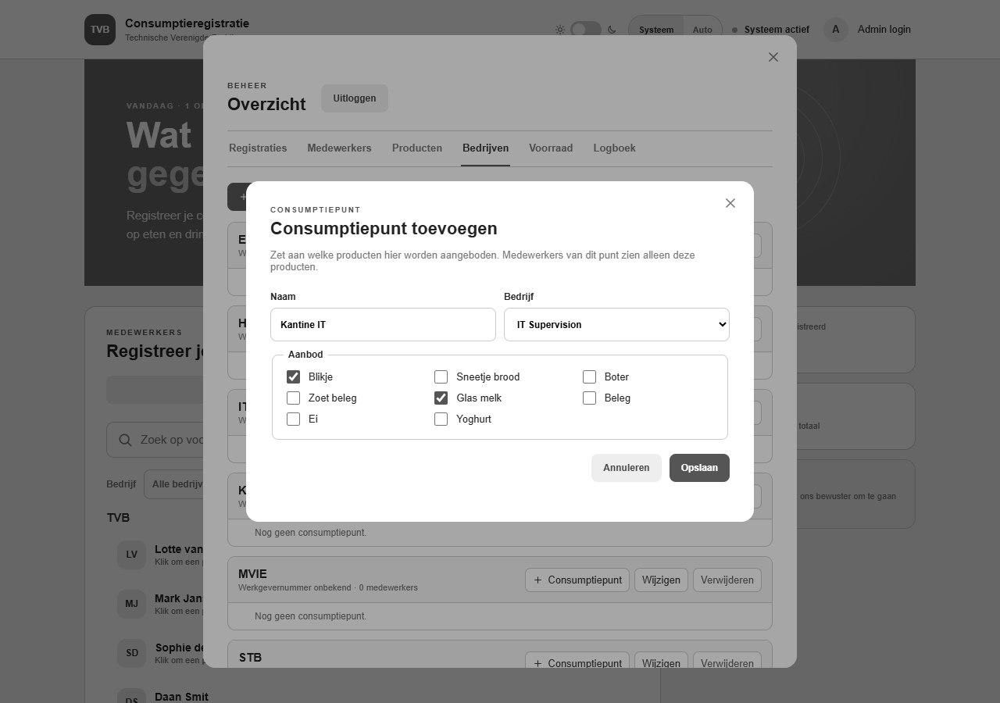 TVB
Consumptieregistratie
Technische Verenigde
Systeem
Auto
Systeem actief
A
Admin login
VANDAAG · 1 O
Wat
gege
Registreer je c
op eten en drin
BEHEER
Overzicht
Uitloggen
Registraties
Medewerkers
Producten
Bedrijven
Voorraad
Logboek
+
CONSUMPTIEPUNT
Consumptiepunt toevoegen
Zet aan welke producten hier worden aangeboden. Medewerkers van dit punt zien alleen deze
producten.
Naam
Bedrijf
Kantine IT
IT Supervision
Aanbod
Blikje
Sneetje brood
Boter
Zoet beleg
Glas melk
Beleg
Ei
Yoghurt
Annuleren
Opslaan
E
W
H
W
IT
W
K
W
Nog geen consumptiepunt.
MVIE
Werkgevernummer onbekend · 0 medewerkers
+ Consumptiepunt
Wijzigen
Verwijderen
Nog geen consumptiepunt.
STB
+ Consumptiepunt
Wijzigen
Verwijderen
MEDEWERKERS
Registreer je
Zoek op voo
Bedrijf
Alle bedrijv
TVB
LV
Lotte van
Klik om een p
MJ
Mark Jan
Klik om een p
SD
Sophie de
Klik om een p
DS
Daan Smit
istreerd
totaal
ons bewuster om te gaan